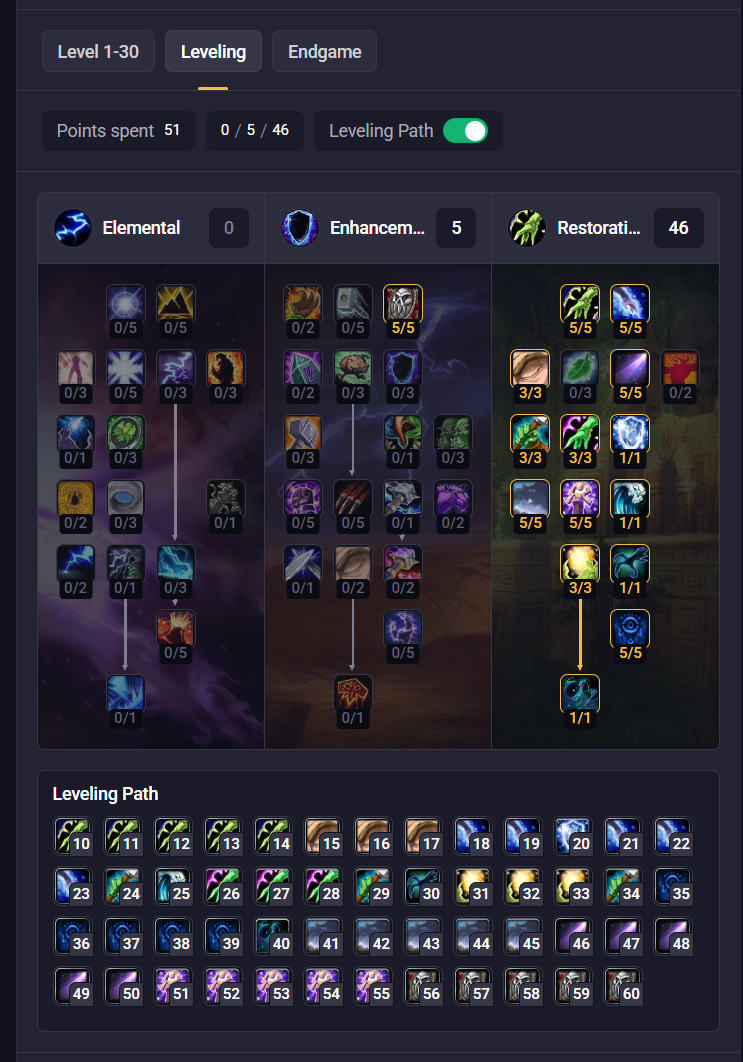 Level 1-30 Leveling Endgame
Points spent 51 0 / 5 / 46 Leveling Path
Elemental 0 Enhancem... 5 Restorati... 46
0/5 0/5 0/2 0/5 5/5 5/5 5/5
0/3 0/5 0/3 0/3 0/2 0/3 0/3 3/3 0/3 5/5 0/2
0/1 0/3 0/3 0/1 0/3 3/3 3/3 1/1
0/2 0/3 0/1 0/5 0/5 0/1 0/2 5/5 5/5 1/1
0/2 0/1 0/3 0/1 0/2 0/2 3/3 1/1
0/5 0/5 5/5
0/1 0/1 1/1
Leveling Path
10 11 12 13 14 15 16 17 18 19 20 21 22
23 24 25 26 27 28 29 30 31 32 33 34 35
36 37 38 39 40 41 42 43 44 45 46 47 48
49 50 51 52 53 54 55 56 57 58 59 60